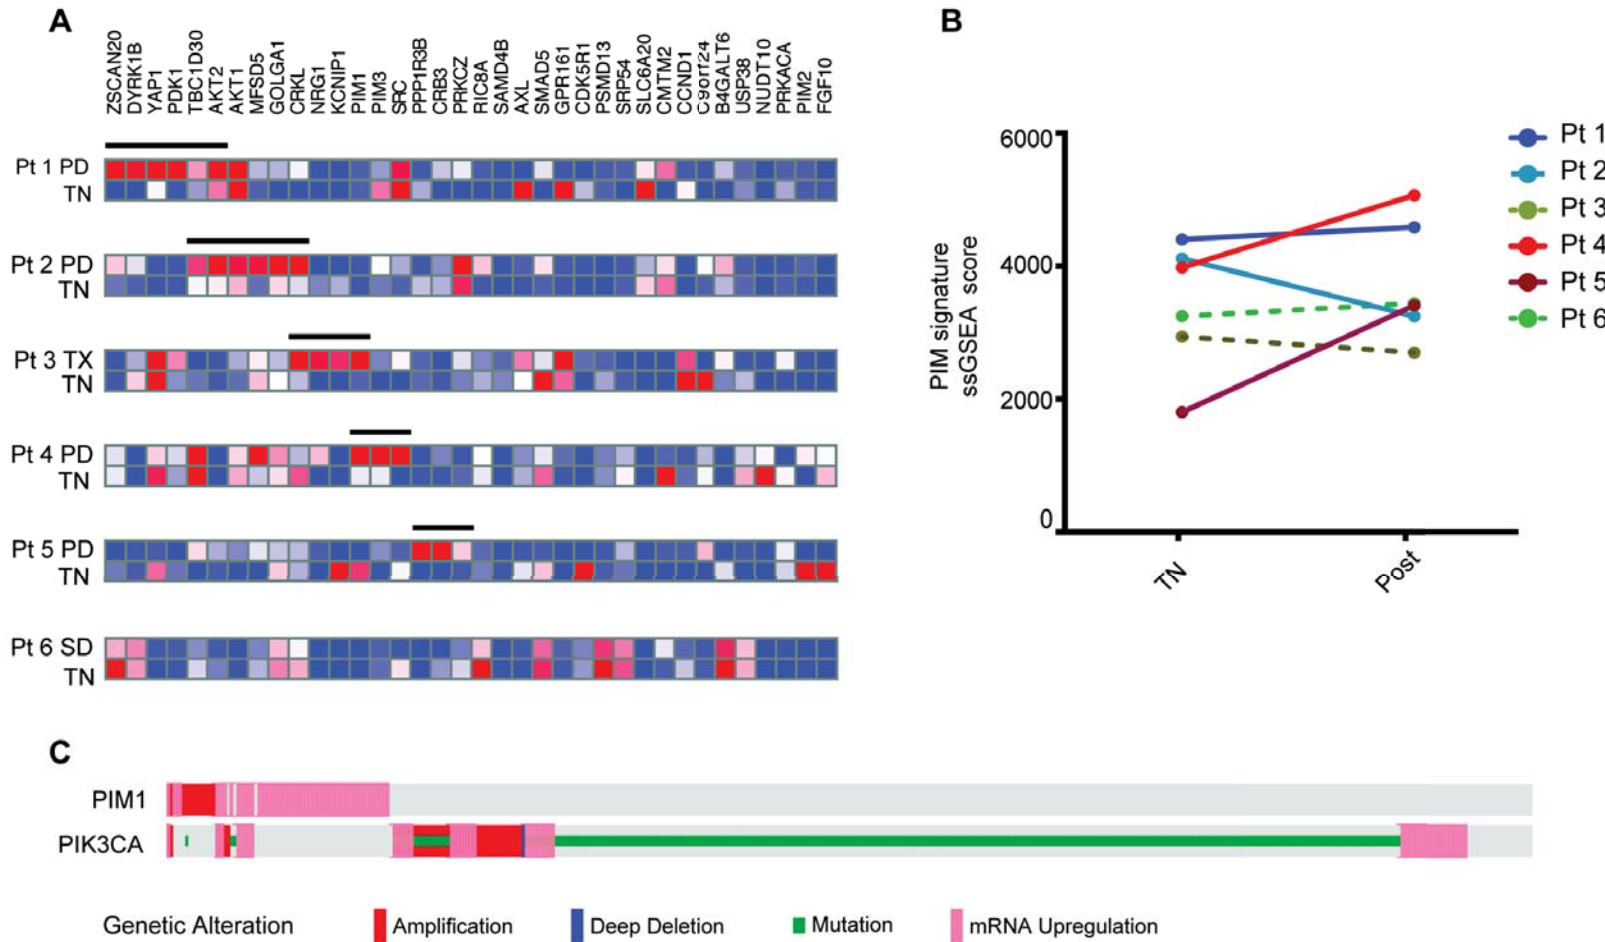 A
B
ZSCAN20
DYRK1B
YAP1
PDK1
TBC1D30
AKT2
AKT1
MFSD5
GOLGA1
CRKL
NRG1
KCNIP1
PIM1
PIM3
SRC
PPP1R3B
CRB3
PRKCZ
RIC8A
SAMD4B
AXL
SMAD5
GPR161
CDK5R1
PSMD13
SRP54
SLC6A20
CMTM2
CCND1
C9orf24
B4GALT6
USP38
NUDT10
PRKACA
PIM2
FGF10
Pt 1 PD
TN
Pt 2 PD
TN
Pt 3 TX
TN
Pt 4 PD
TN
Pt 5 PD
TN
Pt 6 SD
TN
PIM signature
ssGSEA score
6000
4000
2000
0
TN
Post
Pt 1
Pt 2
Pt 3
Pt 4
Pt 5
Pt 6
C
PIM1
PIK3CA
Genetic Alteration
Amplification
Deep Deletion
Mutation
mRNA Upregulation